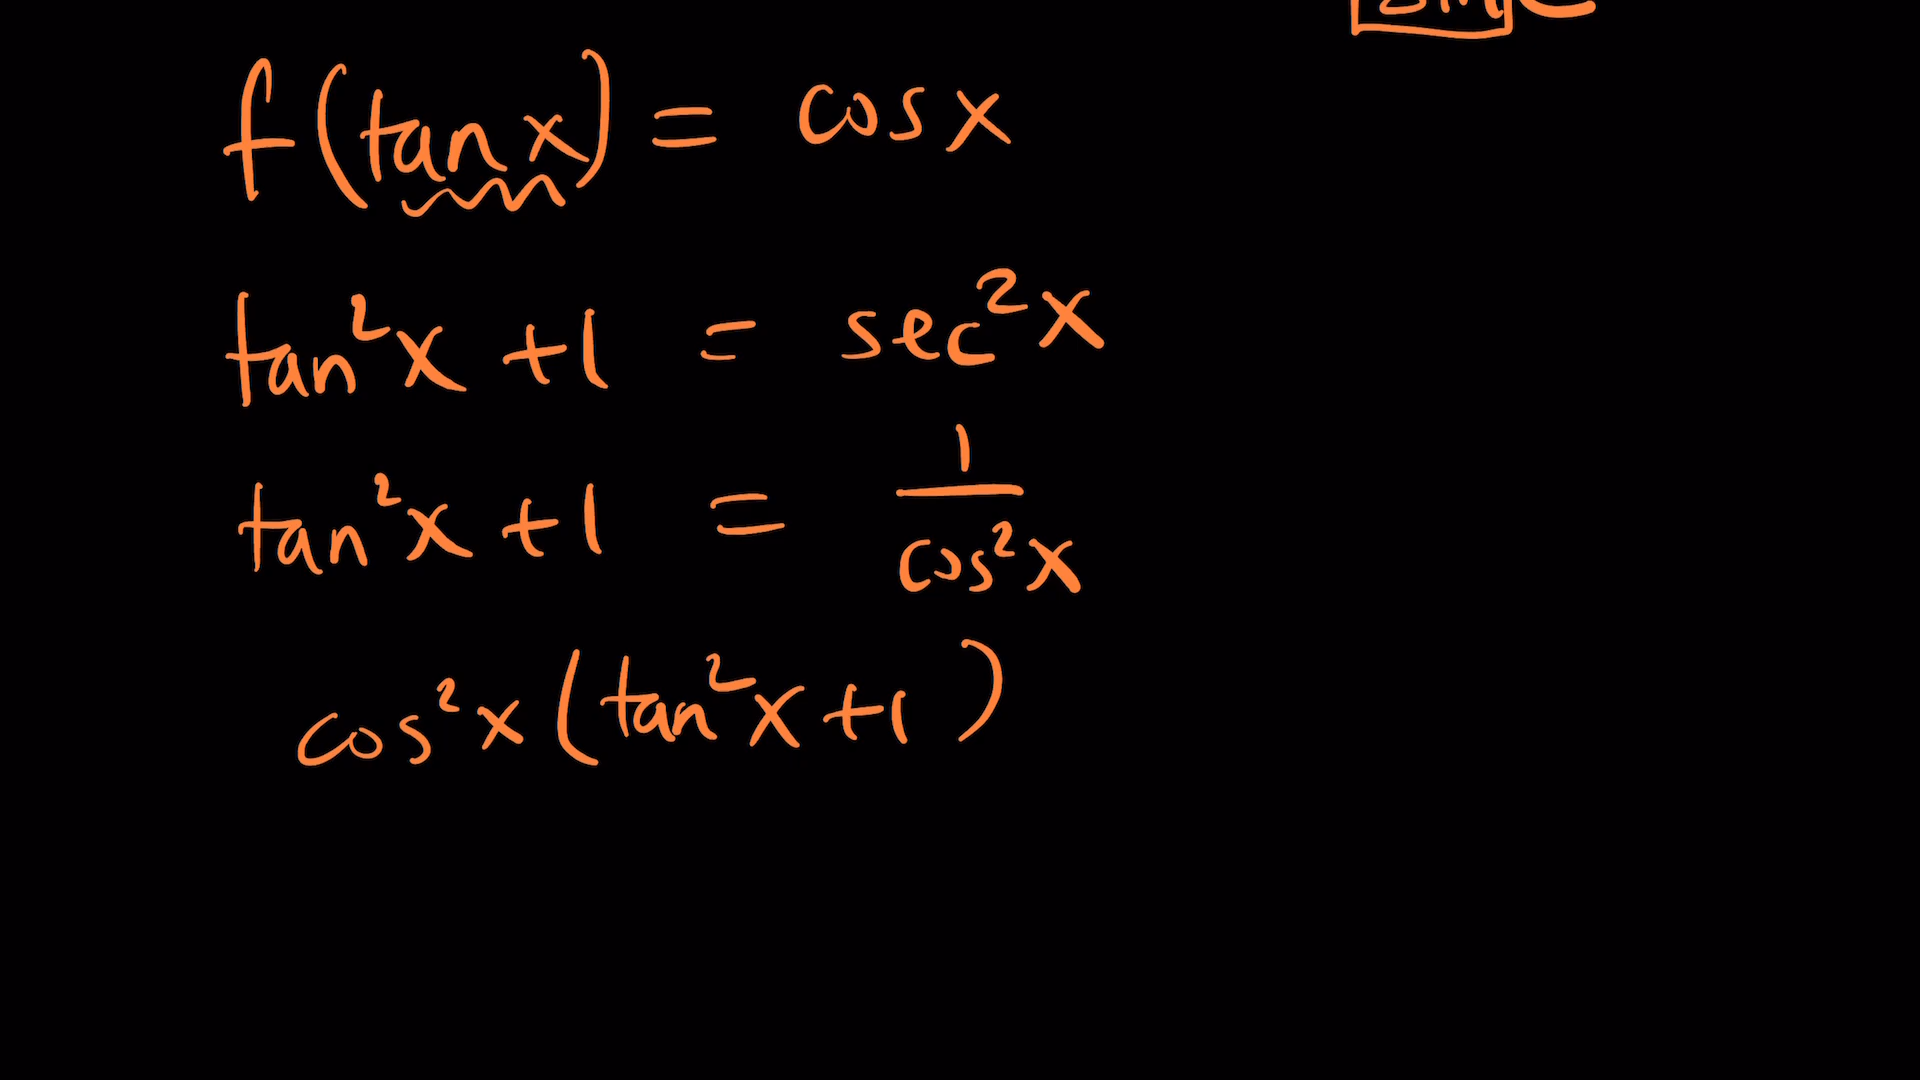 f(tan x) = cos x
tan²x + 1 = sec²x
tan²x + 1 = 1/cos²x
cos²x (tan²x + 1)